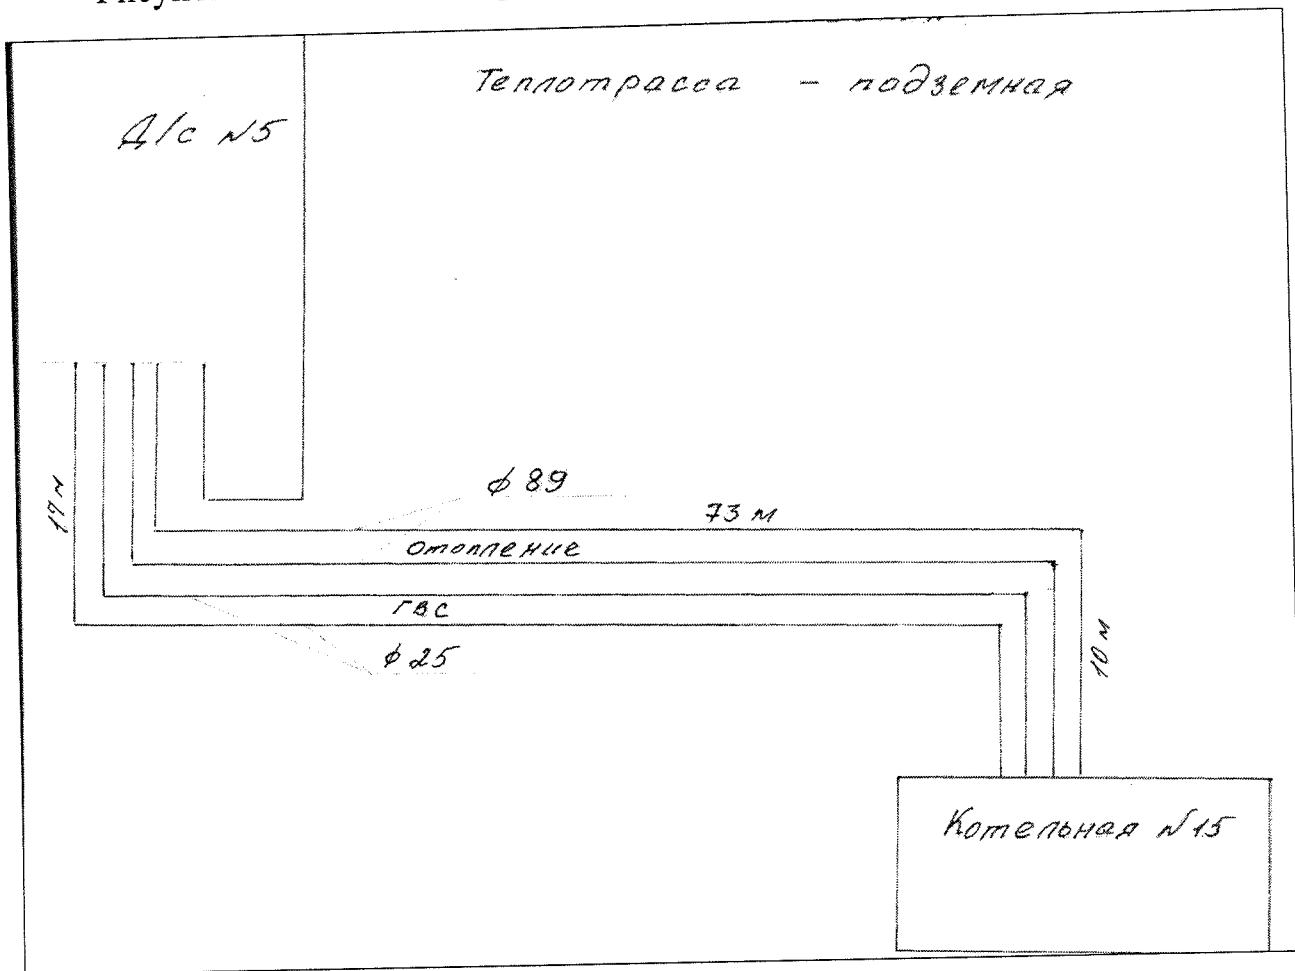 Теплотрасса - подземная
Д/с №5
ф 89
73 м
17 м
отопление
гвс
ф 25
10 м
Котельная №15